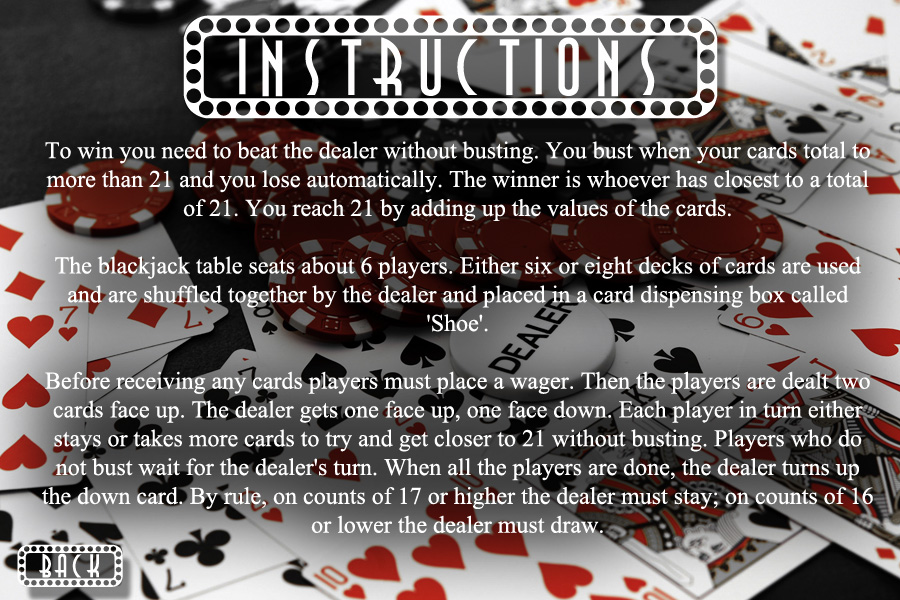 INSTRUCTIONS
To win you need to beat the dealer without busting. You bust when your cards total to
more than 21 and you lose automatically. The winner is whoever has closest to a total
of 21. You reach 21 by adding up the values of the cards.
The blackjack table seats about 6 players. Either six or eight decks of cards are used
and are shuffled together by the dealer and placed in a card dispensing box called
'Shoe'.
DEALER
Before receiving any cards players must place a wager. Then the players are dealt two
cards face up. The dealer gets one face up, one face down. Each player in turn either
stays or takes more cards to try and get closer to 21 without busting. Players who do
not bust wait for the dealer's turn. When all the players are done, the dealer turns up
the down card. By rule, on counts of 17 or higher the dealer must stay; on counts of 16
or lower the dealer must draw.
BACK
7
7
6
7
10
10